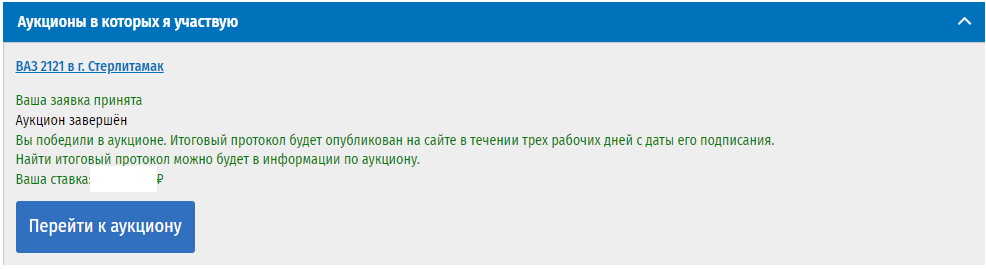 Аукционы в которых я участвую
ВАЗ 2121 в г. Стерлитамак
Ваша заявка принята
Аукцион завершён
Вы победили в аукционе. Итоговый протокол будет опубликован на сайте в течении трех рабочих дней с даты его подписания.
Найти итоговый протокол можно будет в информации по аукциону.
Ваша ставка: ₽
Перейти к аукциону